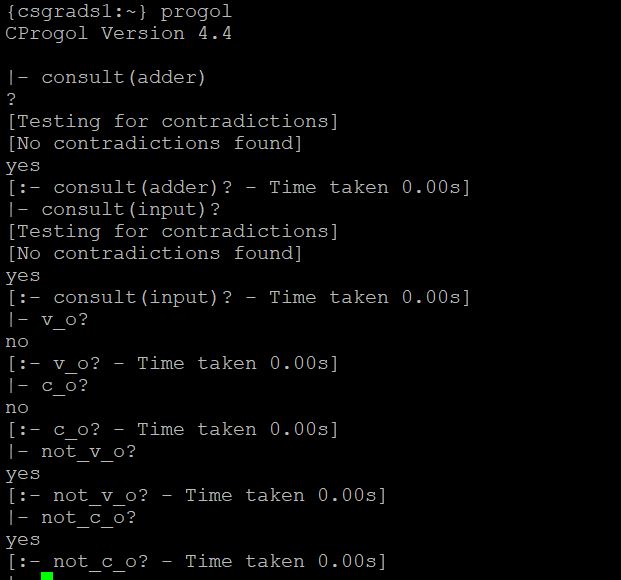 {csgrads1:~} progol
CProgol Version 4.4
|- consult(adder)
?
[Testing for contradictions]
[No contradictions found]
yes
[:- consult(adder)? - Time taken 0.00s]
|- consult(input)?
[Testing for contradictions]
[No contradictions found]
yes
[:- consult(input)? - Time taken 0.00s]
|- v_o?
no
[:- v_o? - Time taken 0.00s]
|- c_o?
no
[:- c_o? - Time taken 0.00s]
|- not_v_o?
yes
[:- not_v_o? - Time taken 0.00s]
|- not_c_o?
yes
[:- not_c_o? - Time taken 0.00s]